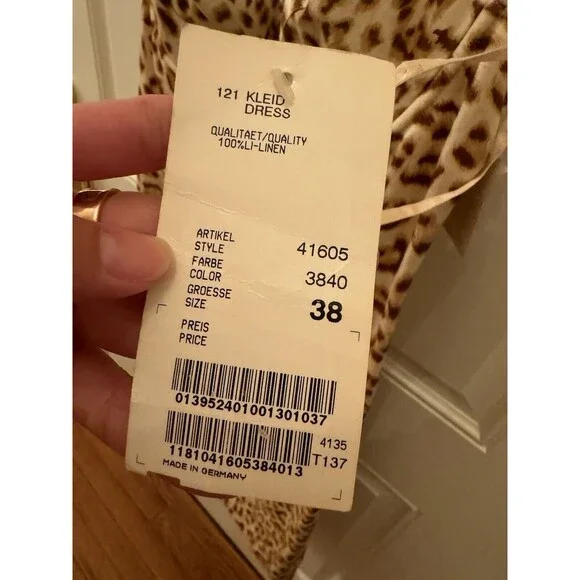 121 KLEID
DRESS
QUALITAET/QUALITY
100%LI-LINEN
ARTIKEL
STYLE 41605
FARBE
COLOR 3840
GROESSE
SIZE 38
PREIS
PRICE
013952401001301037
4135
1181041605384013 T137
MADE IN GERMANY